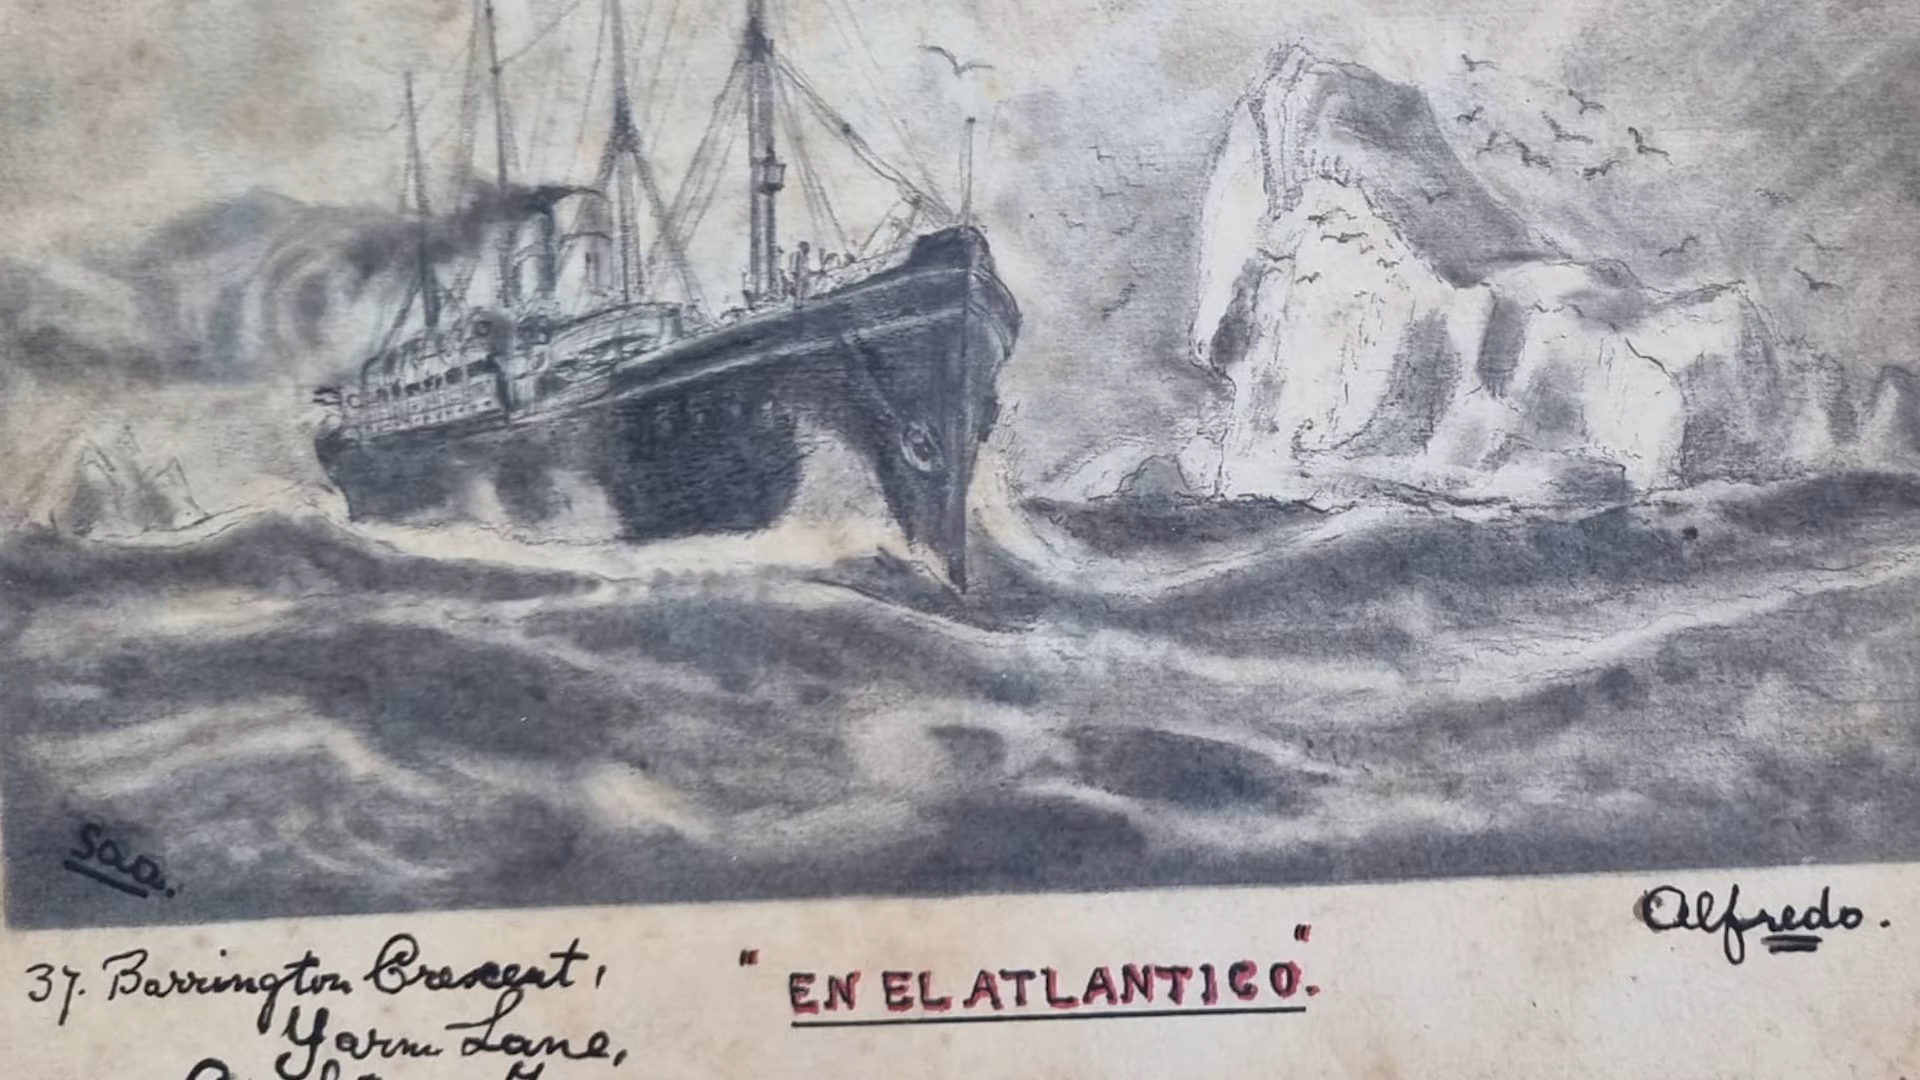 Saa.
Alfredo.
37. Barrington Crescent,
"EN EL ATLANTICO".
Yarm Lane,